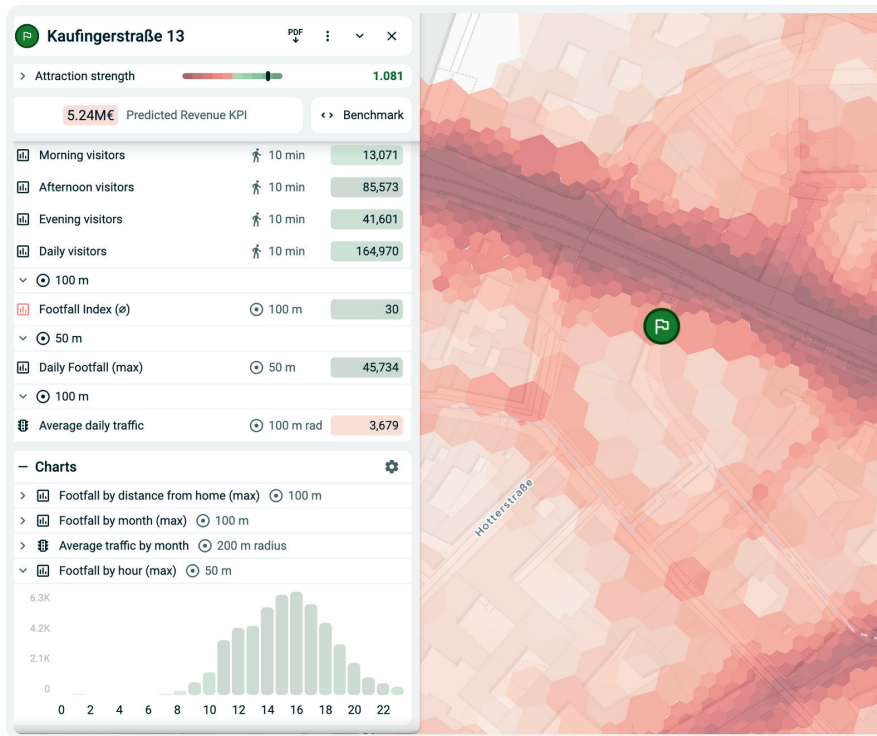 Kaufingerstraße 13
PDF
Attraction strength 1.081
5.24M€ Predicted Revenue KPI
Benchmark
Morning visitors 10 min 13,071
Afternoon visitors 10 min 85,573
Evening visitors 10 min 41,601
Daily visitors 10 min 164,970
100 m
Footfall Index (ø) 100 m 30
50 m
Daily Footfall (max) 50 m 45,734
100 m
Average daily traffic 100 m rad 3,679
Charts
Footfall by distance from home (max) 100 m
Footfall by month (max) 100 m
Average traffic by month 200 m radius
Footfall by hour (max) 50 m
6.3K
4.2K
2.1K
0
0 2 4 6 8 10 12 14 16 18 20 22
Hotterstraße